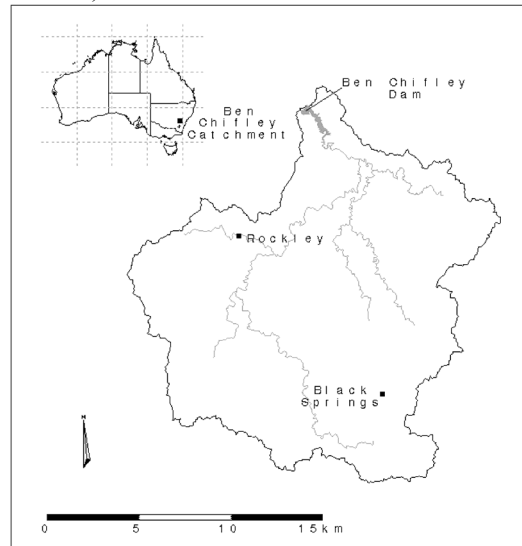 Ben Chifley
Dam
Ben
Chifley
Catchment
Rockley
Black
Springs
N
0 5 10 15km